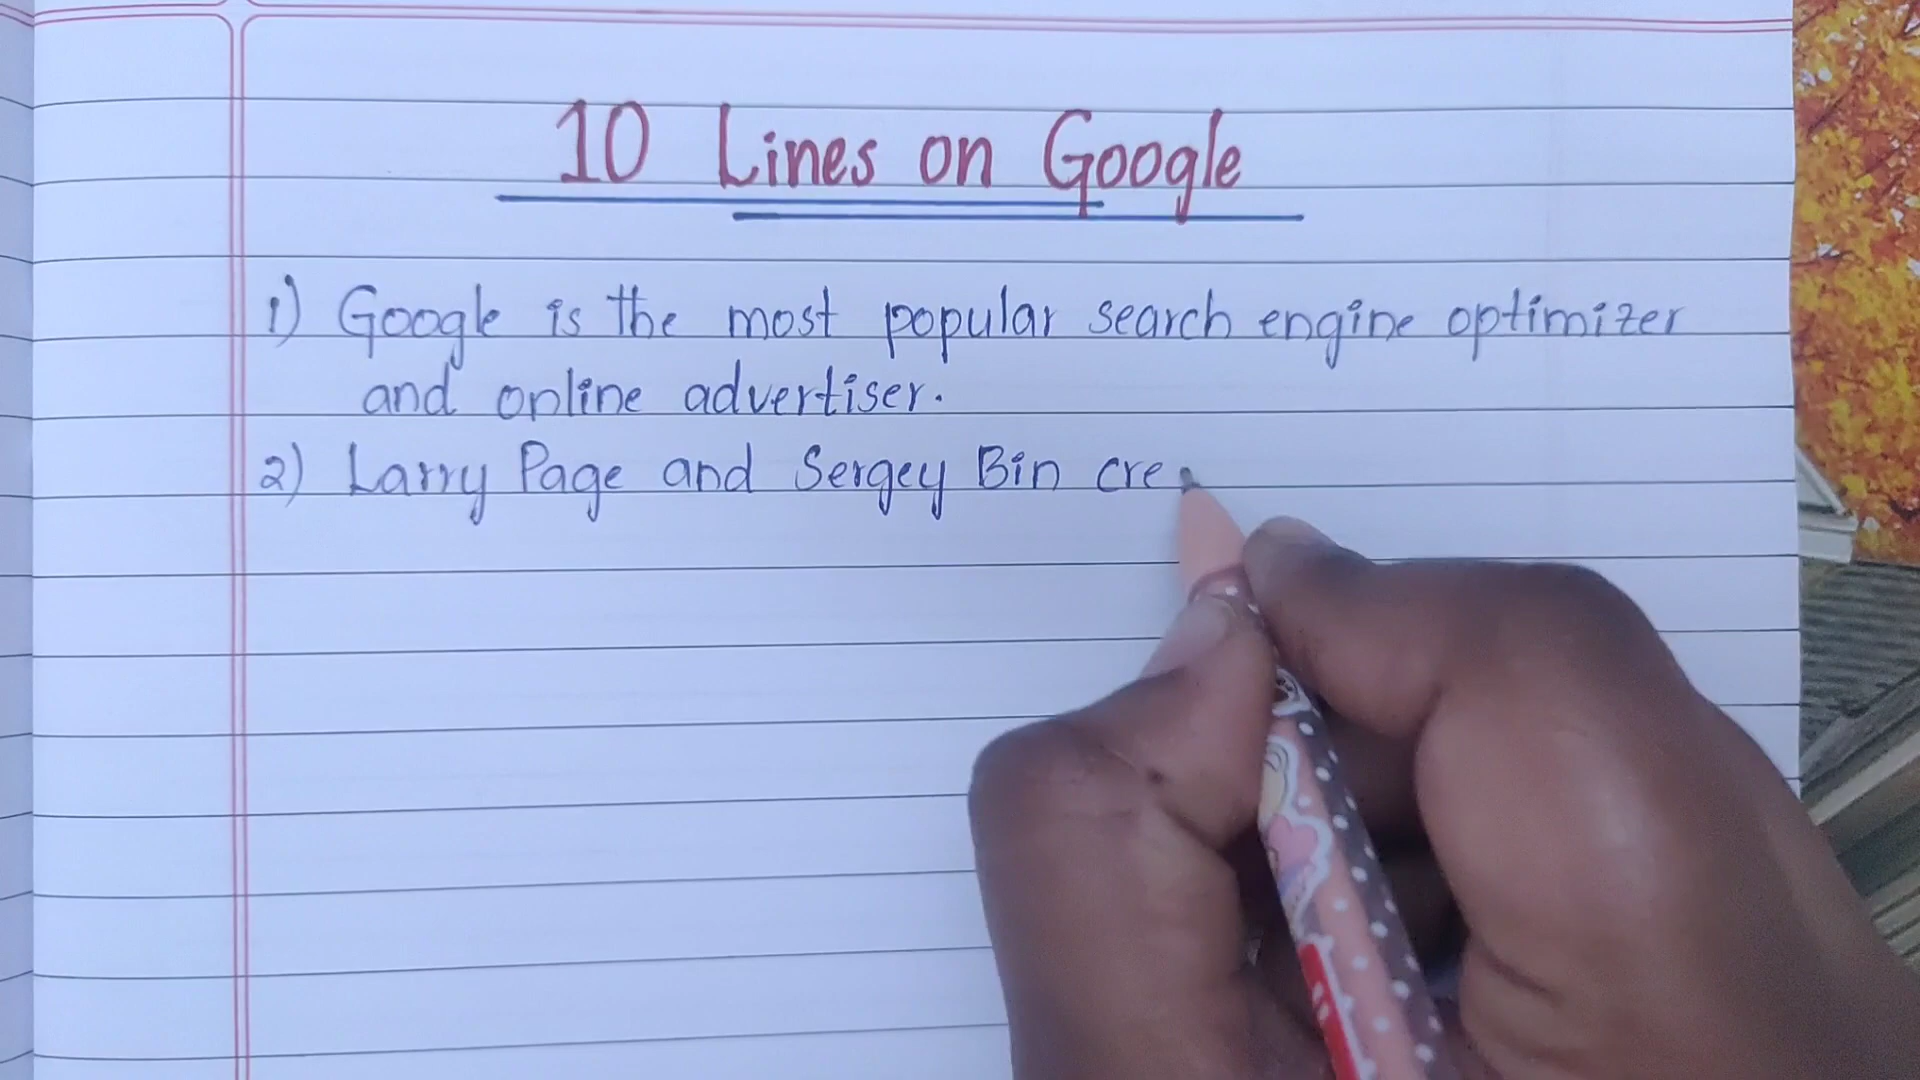 10 Lines on Google
1) Google is the most popular search engine optimizer
and online advertiser.
2) Larry Page and Sergey Bin cre